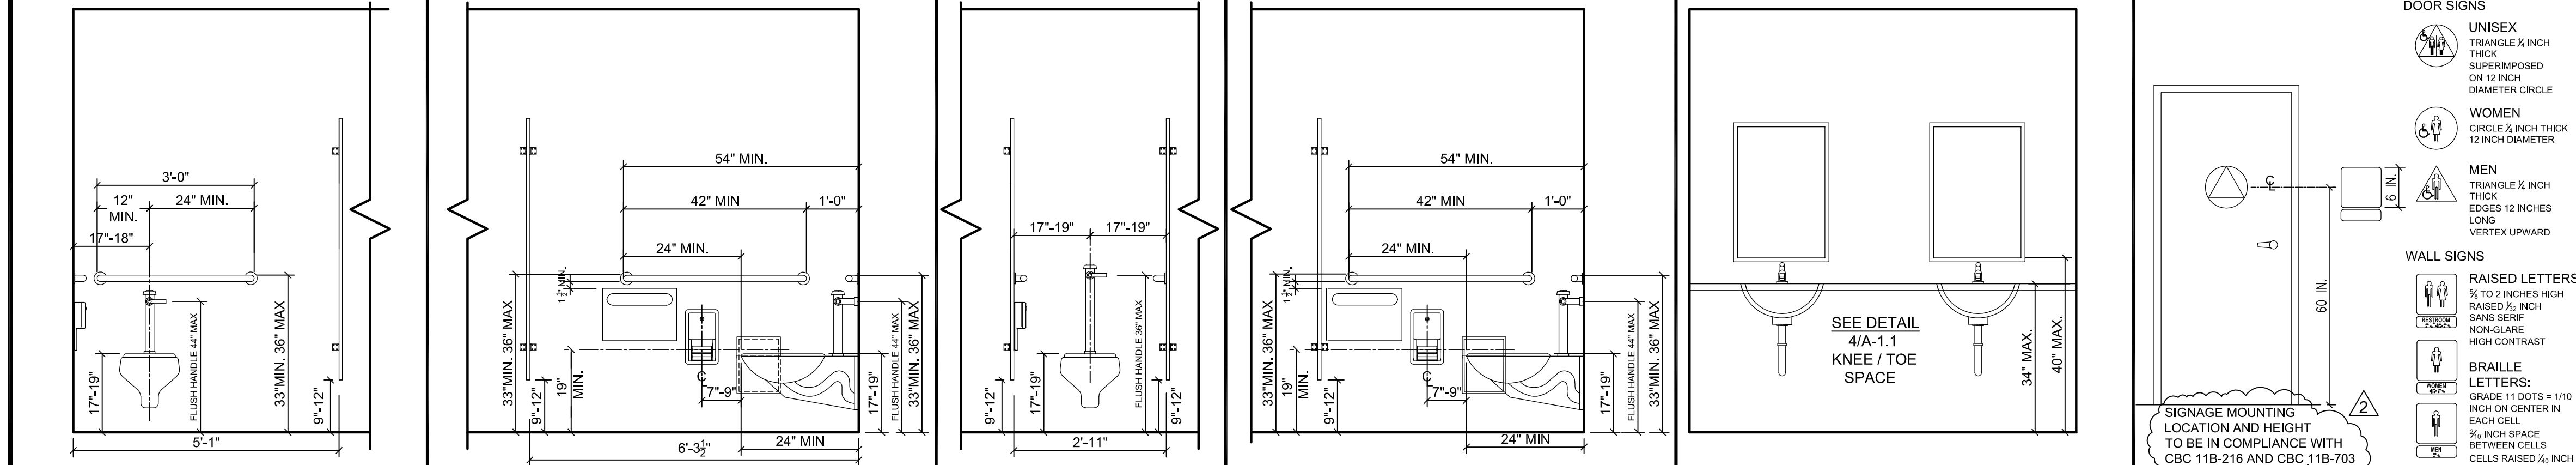 3'-0"
12"
MIN.
24" MIN.
17"-18"
17"-19"
FLUSH HANDLE 44" MAX
33"MIN. 36" MAX
9"-12"
5'-1"
54" MIN.
42" MIN
1'-0"
24" MIN.
1½" MIN.
33"MIN. 36" MAX
9"-12"
19"
MIN.
℄
7"-9"
17"-19"
FLUSH HANDLE 44" MAX
33"MIN. 36" MAX
24" MIN
6'-3½"
17"-19"
17"-19"
9"-12"
17"-19"
FLUSH HANDLE 36" MAX
9"-12"
2'-11"
54" MIN.
42" MIN
1'-0"
24" MIN.
1½" MIN.
33"MIN. 36" MAX
19"
MIN.
9"-12"
℄
7"-9"
17"-19"
FLUSH HANDLE 44" MAX
33"MIN. 36" MAX
24" MIN
SEE DETAIL
4/A-1.1
KNEE / TOE
SPACE
34" MAX.
40" MAX.
℄
60 IN.
6 IN.
SIGNAGE MOUNTING
LOCATION AND HEIGHT
TO BE IN COMPLIANCE WITH
CBC 11B-216 AND CBC 11B-703
2
DOOR SIGNS
UNISEX
TRIANGLE ¼ INCH
THICK
SUPERIMPOSED
ON 12 INCH
DIAMETER CIRCLE
WOMEN
CIRCLE ¼ INCH THICK
12 INCH DIAMETER
MEN
TRIANGLE ¼ INCH
THICK
EDGES 12 INCHES
LONG
VERTEX UPWARD
WALL SIGNS
RESTROOM
RAISED LETTERS
⅝ TO 2 INCHES HIGH
RAISED 1/32 INCH
SANS SERIF
NON-GLARE
HIGH CONTRAST
WOMEN
BRAILLE
LETTERS:
GRADE 11 DOTS = 1/10
INCH ON CENTER IN
EACH CELL
2/10 INCH SPACE
BETWEEN CELLS
CELLS RAISED 1/40 INCH
MEN